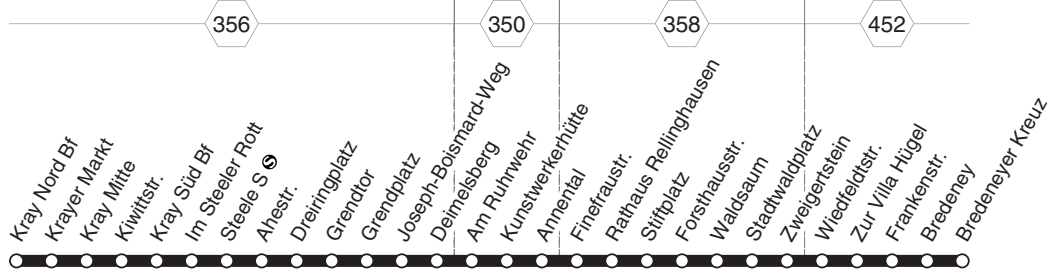 356
350
358
452
Kray Nord Bf
Krayer Markt
Kray Mitte
Kiwittstr.
Kray Süd Bf
Im Steeler Rott
Steele S S
Ahestr.
Dreiringplatz
Grendtor
Grendplatz
Joseph-Boismard-Weg
Deimelsberg
Am Ruhrwehr
Kunstwerkerhütte
Annental
Finefraustr.
Rathaus Rellinghausen
Stiftplatz
Forsthausstr.
Waldsaum
Stadtwaldplatz
Zweigertstein
Wiedfeldtstr.
Zur Villa Hügel
Frankenstr.
Bredeney
Bredeneyer Kreuz